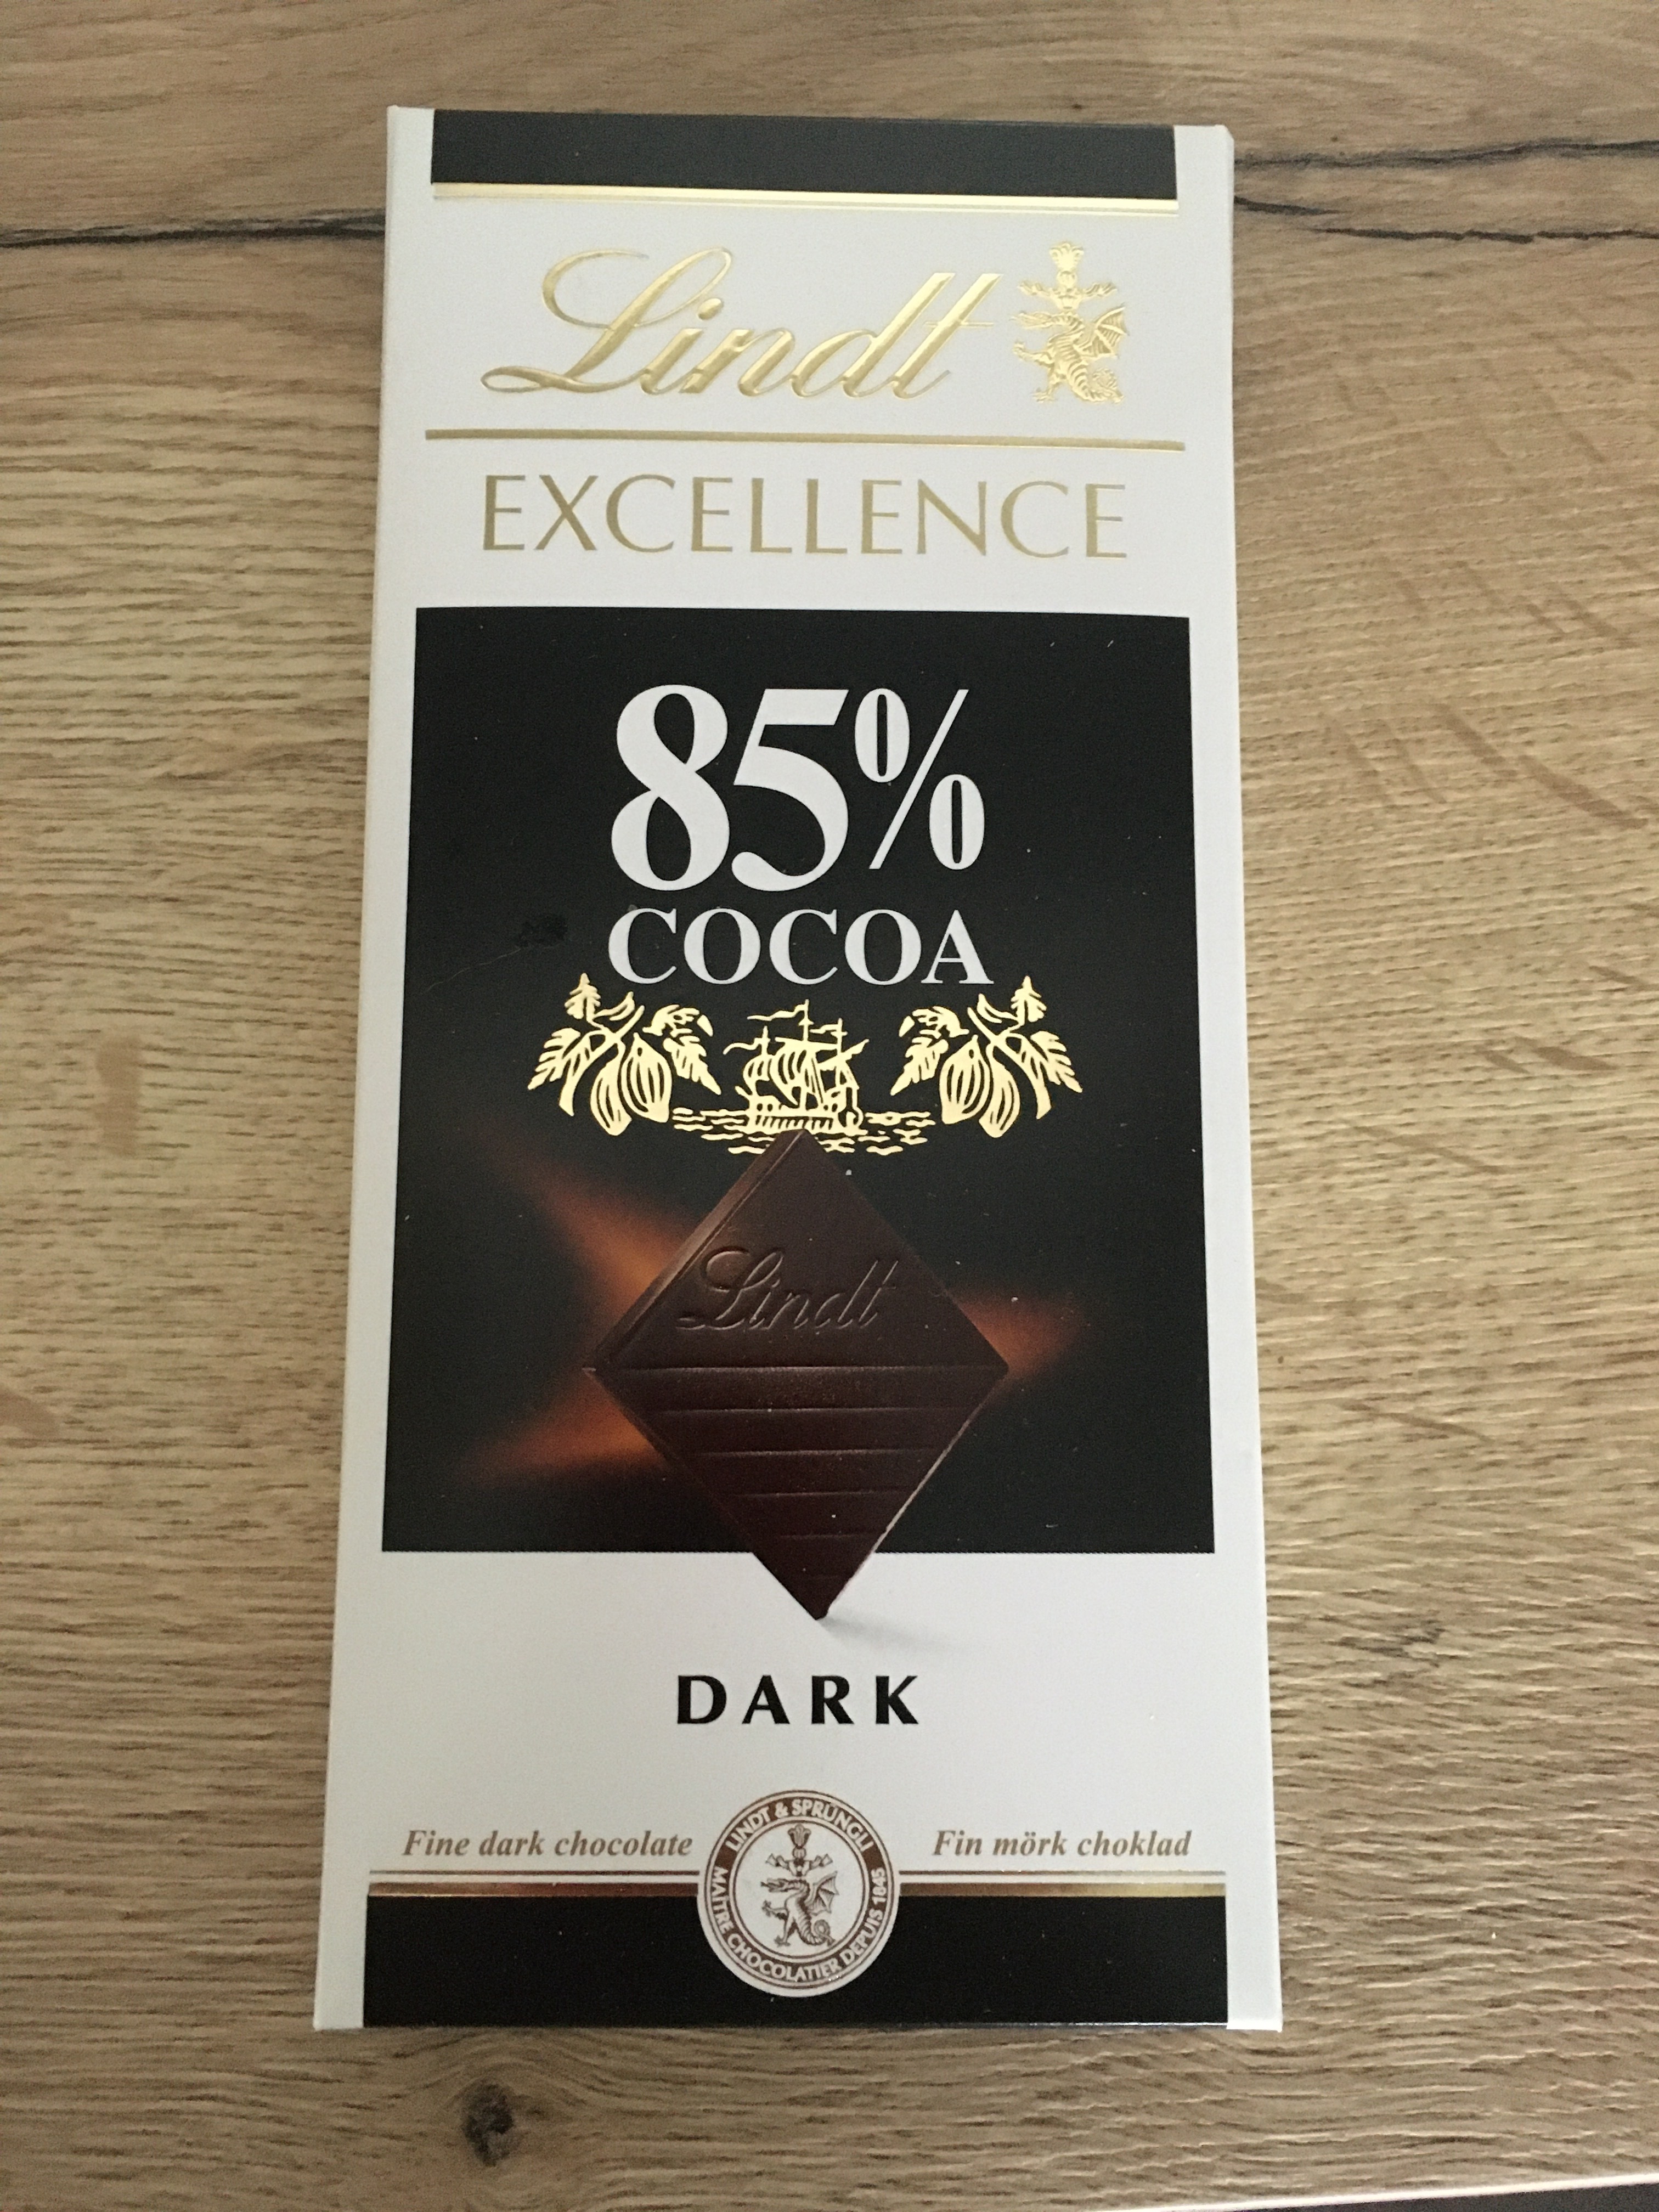 Lindt
EXCELLENCE
85%
COCOA
Lindt
DARK
Fine dark chocolate
Fin mörk choklad
LINDT & SPRÜNGLI
MAÎTRE CHOCOLATIER DEPUIS 1845